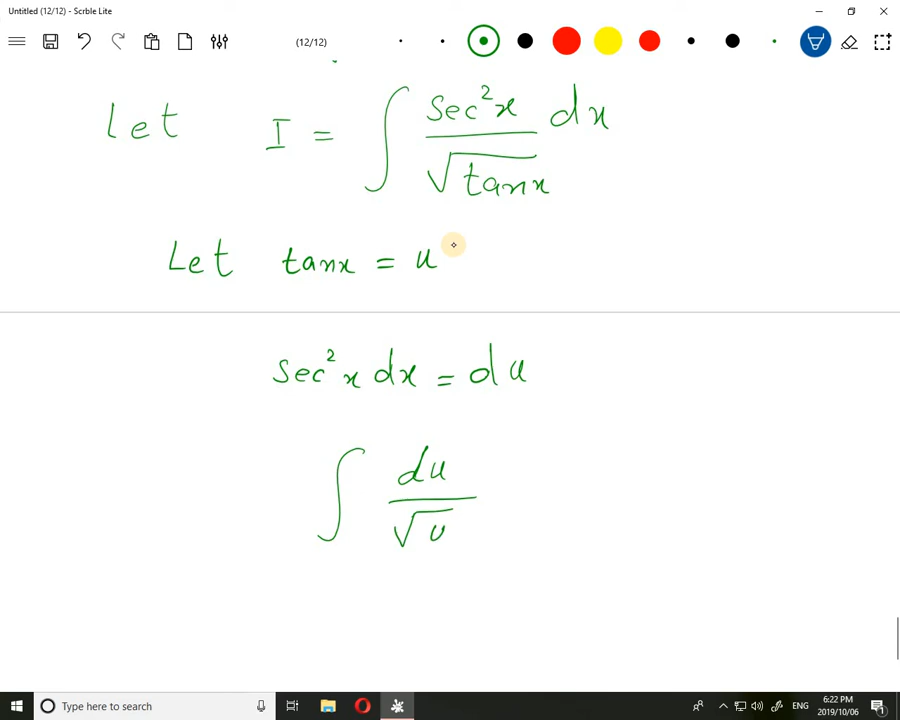 Untitled (12/12) - Scrble Lite
(12/12)
Let I = ∫ sec²x / √tanx dx
Let tanx = u
sec²x dx = du
∫ du / √u
Type here to search
ENG
6:22 PM
2019/10/06
1